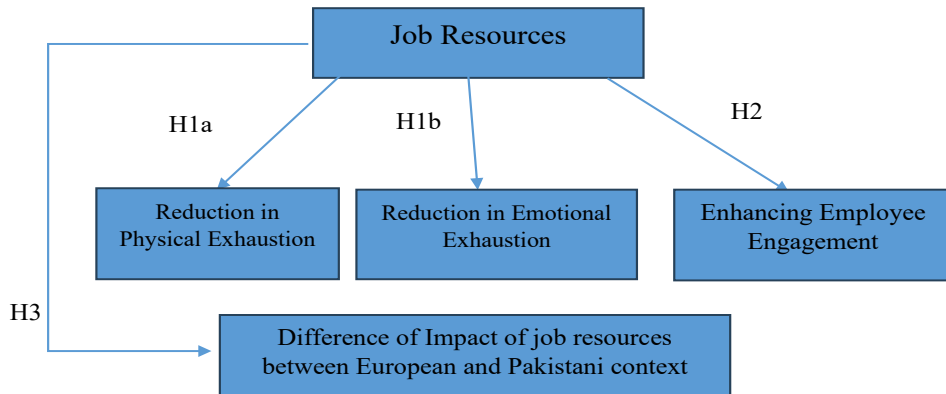 Job Resources
H1a
H1b
H2
Reduction in
Physical Exhaustion
Reduction in Emotional
Exhaustion
Enhancing Employee
Engagement
H3
Difference of Impact of job resources
between European and Pakistani context